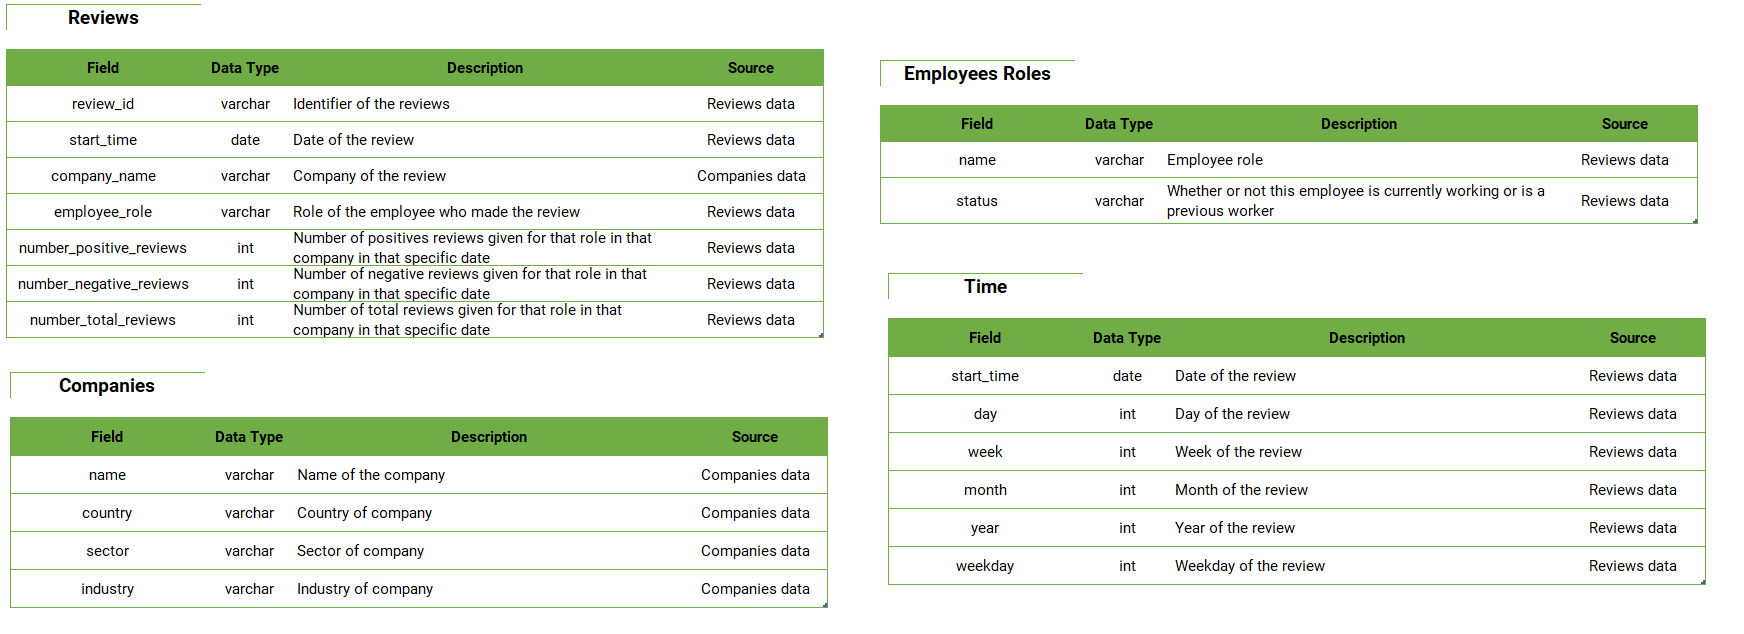 Reviews
Field Data Type Description Source
review_id varchar Identifier of the reviews Reviews data
start_time date Date of the review Reviews data
company_name varchar Company of the review Companies data
employee_role varchar Role of the employee who made the review Reviews data
number_positive_reviews int Number of positives reviews given for that role in that
company in that specific date Reviews data
number_negative_reviews int Number of negative reviews given for that role in that
company in that specific date Reviews data
number_total_reviews int Number of total reviews given for that role in that
company in that specific date Reviews data
Companies
Field Data Type Description Source
name varchar Name of the company Companies data
country varchar Country of company Companies data
sector varchar Sector of company Companies data
industry varchar Industry of company Companies data
Employees Roles
Field Data Type Description Source
name varchar Employee role Reviews data
status varchar Whether or not this employee is currently working or is a
previous worker Reviews data
Time
Field Data Type Description Source
start_time date Date of the review Reviews data
day int Day of the review Reviews data
week int Week of the review Reviews data
month int Month of the review Reviews data
year int Year of the review Reviews data
weekday int Weekday of the review Reviews data